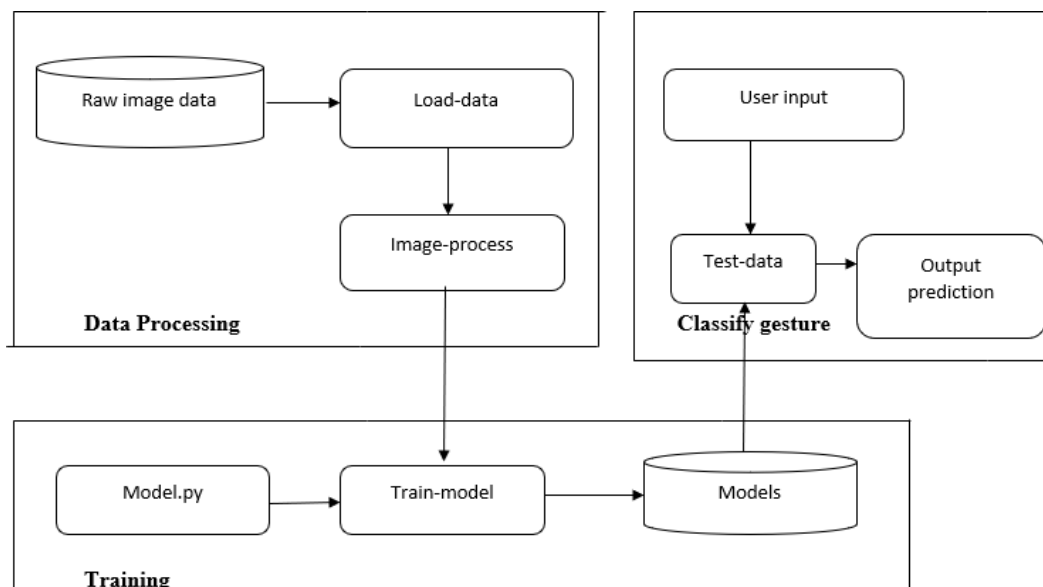 Raw image data
Load-data
Image-process
Data Processing
User input
Test-data
Output
prediction
Classify gesture
Model.py
Train-model
Models
Training